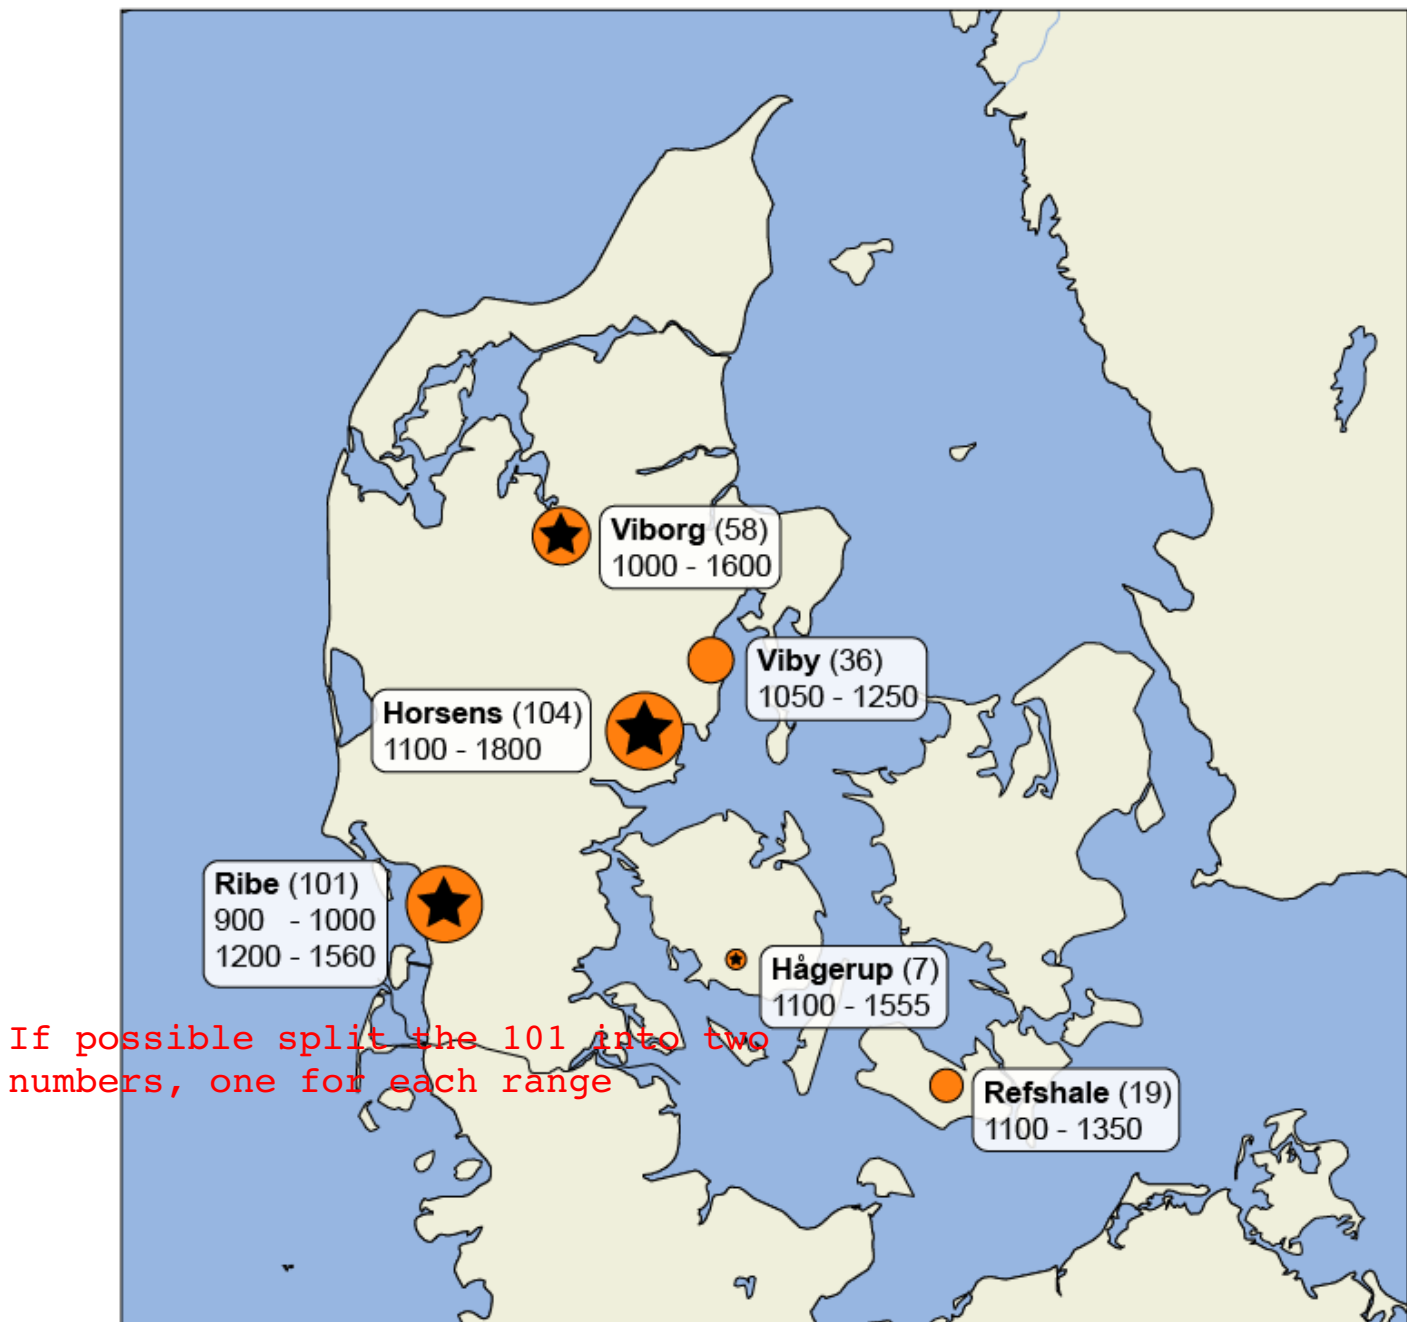 Viborg (58)
1000 - 1600
Viby (36)
1050 - 1250
Horsens (104)
1100 - 1800
Ribe (101)
900 - 1000
1200 - 1560
Hågerup (7)
1100 - 1555
If possible split the 101 into two
numbers, one for each range
Refshale (19)
1100 - 1350